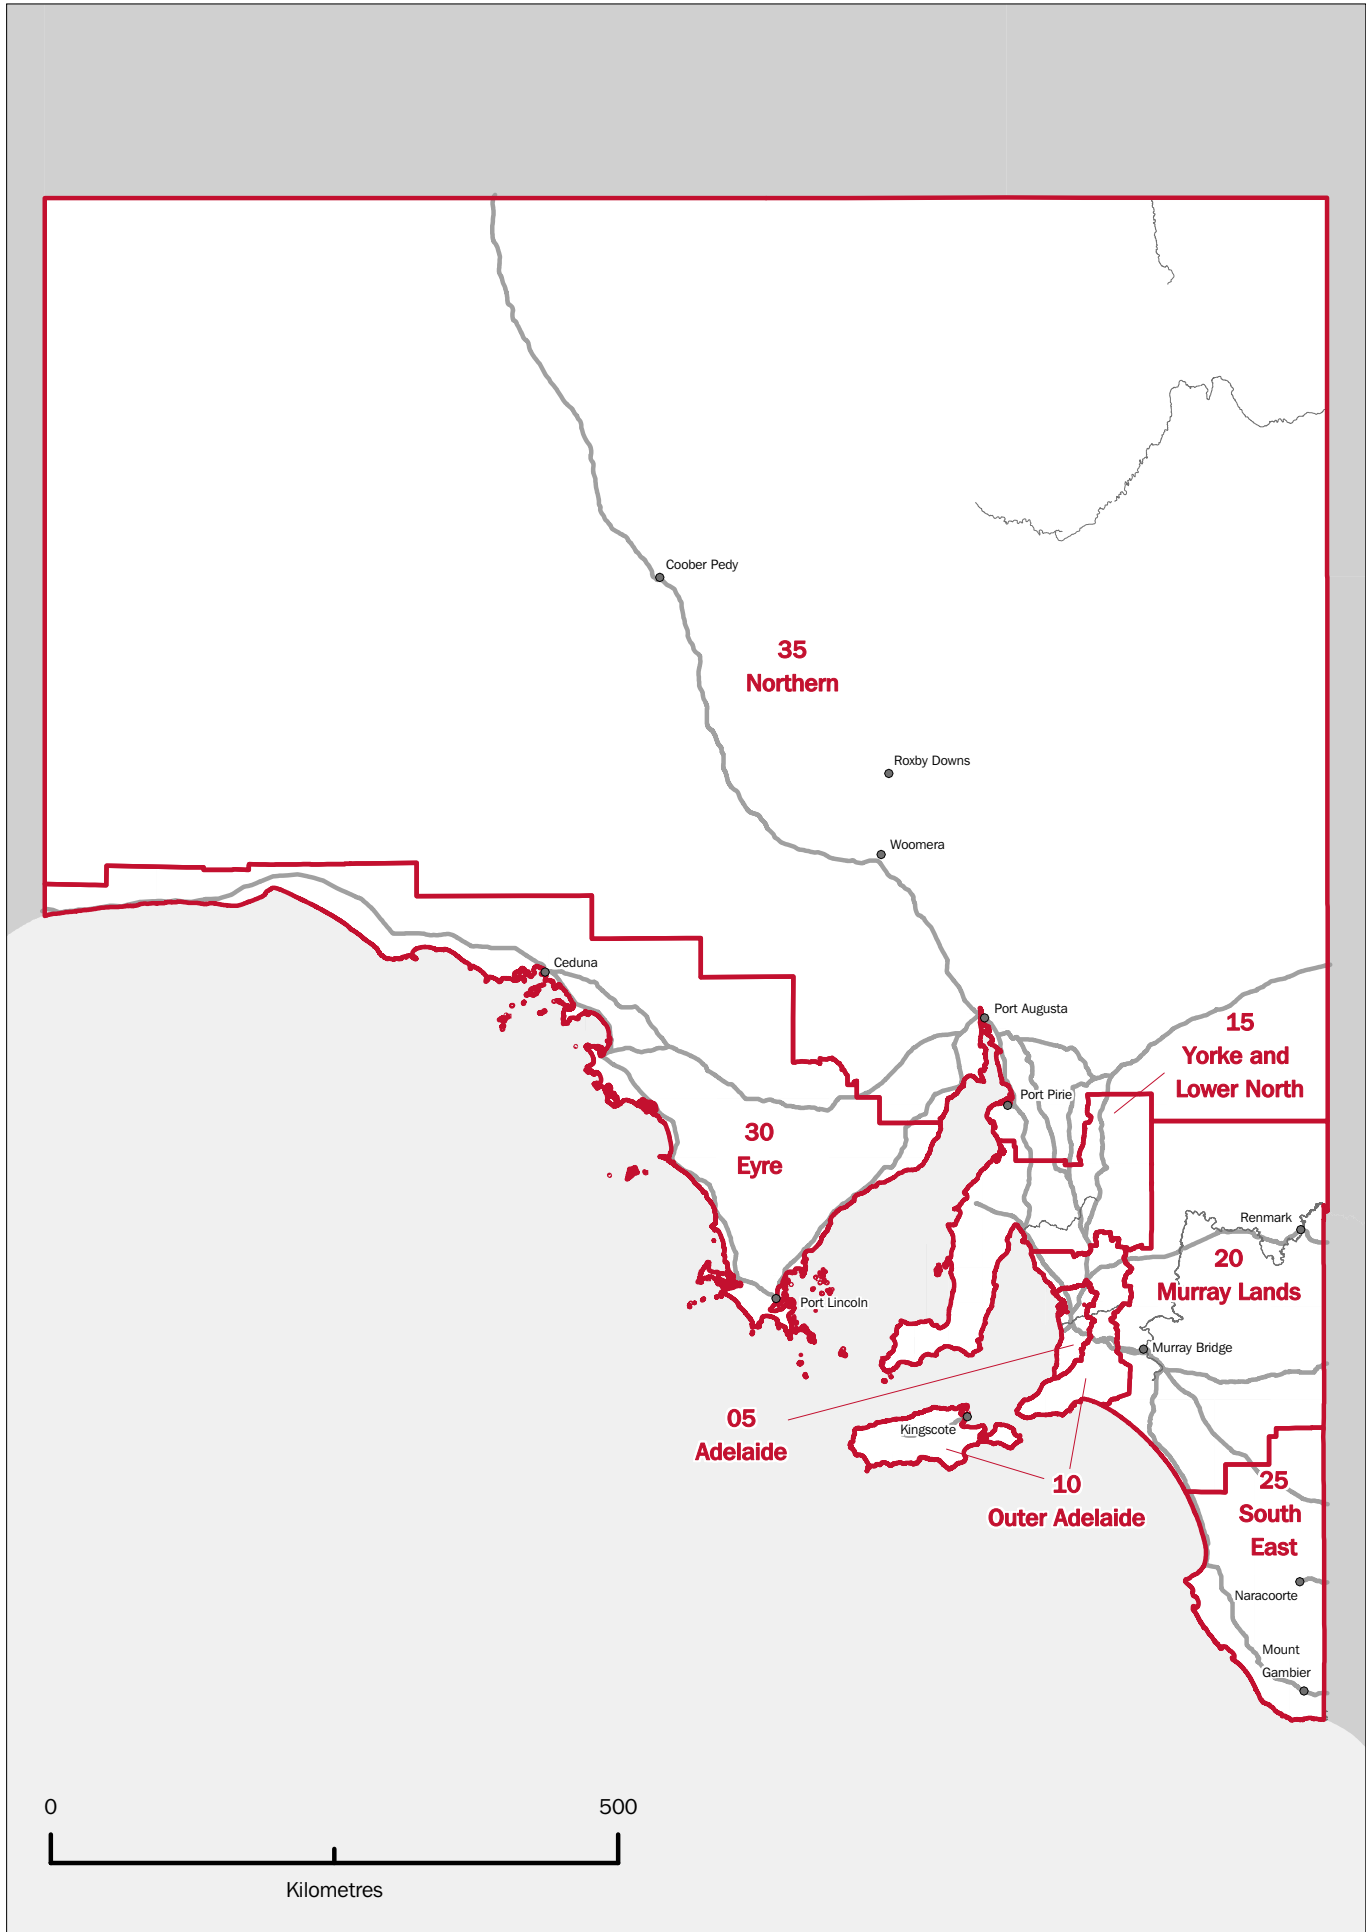 Coober Pedy
35
Northern
Roxby Downs
Woomera
Ceduna
Port Augusta
15
Yorke and
Lower North
Port Pirie
30
Eyre
Renmark
20
Murray Lands
Port Lincoln
Murray Bridge
05
Adelaide
Kingscote
10
Outer Adelaide
25
South
East
Naracoorte
Mount
Gambier
0
500
Kilometres